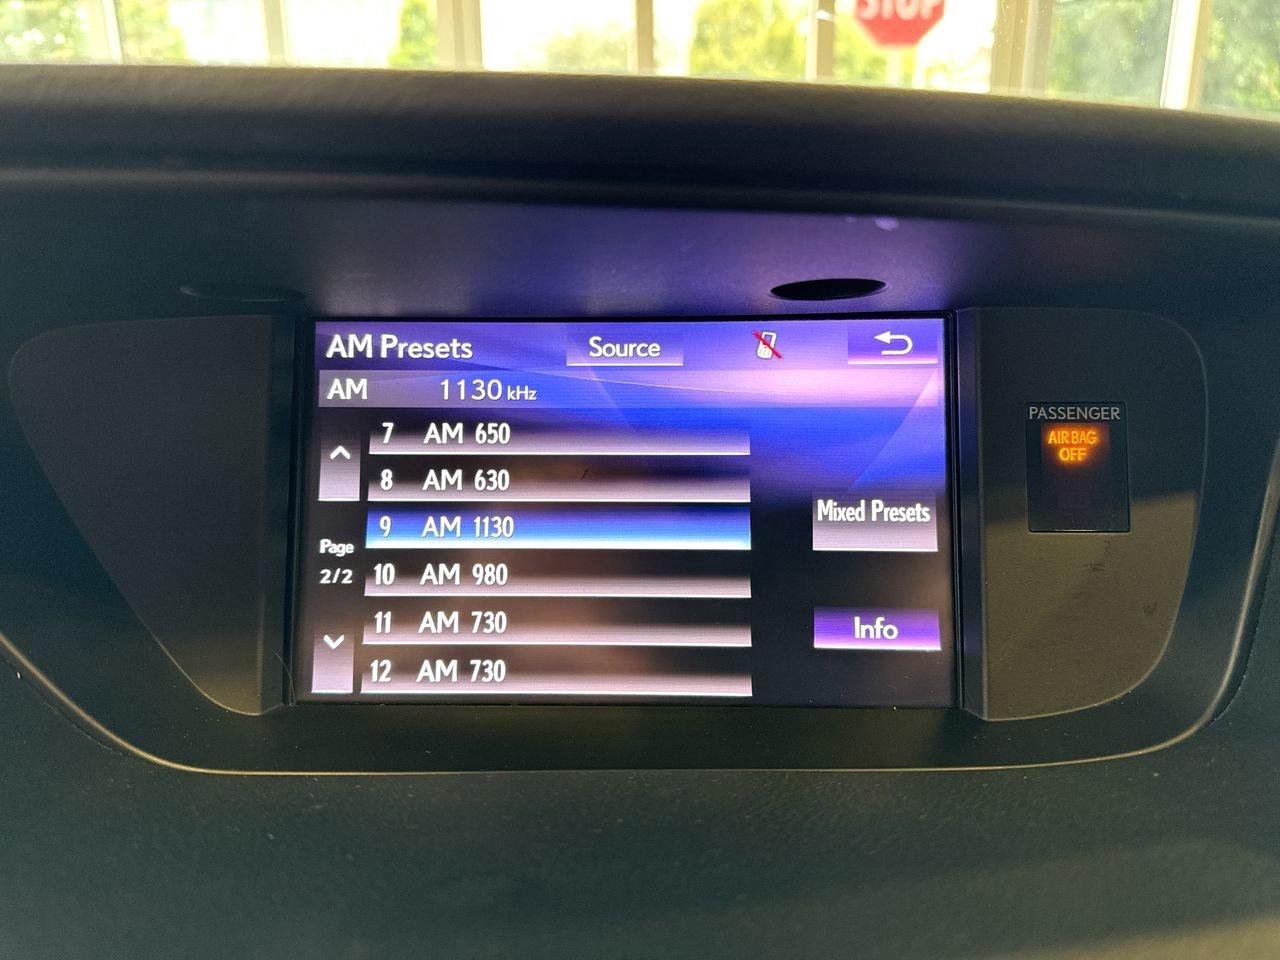 STOP
AM Presets
Source
AM 1130 kHz
7 AM 650
8 AM 630
9 AM 1130
10 AM 980
11 AM 730
12 AM 730
Page
2/2
Mixed Presets
Info
PASSENGER
AIR BAG
OFF